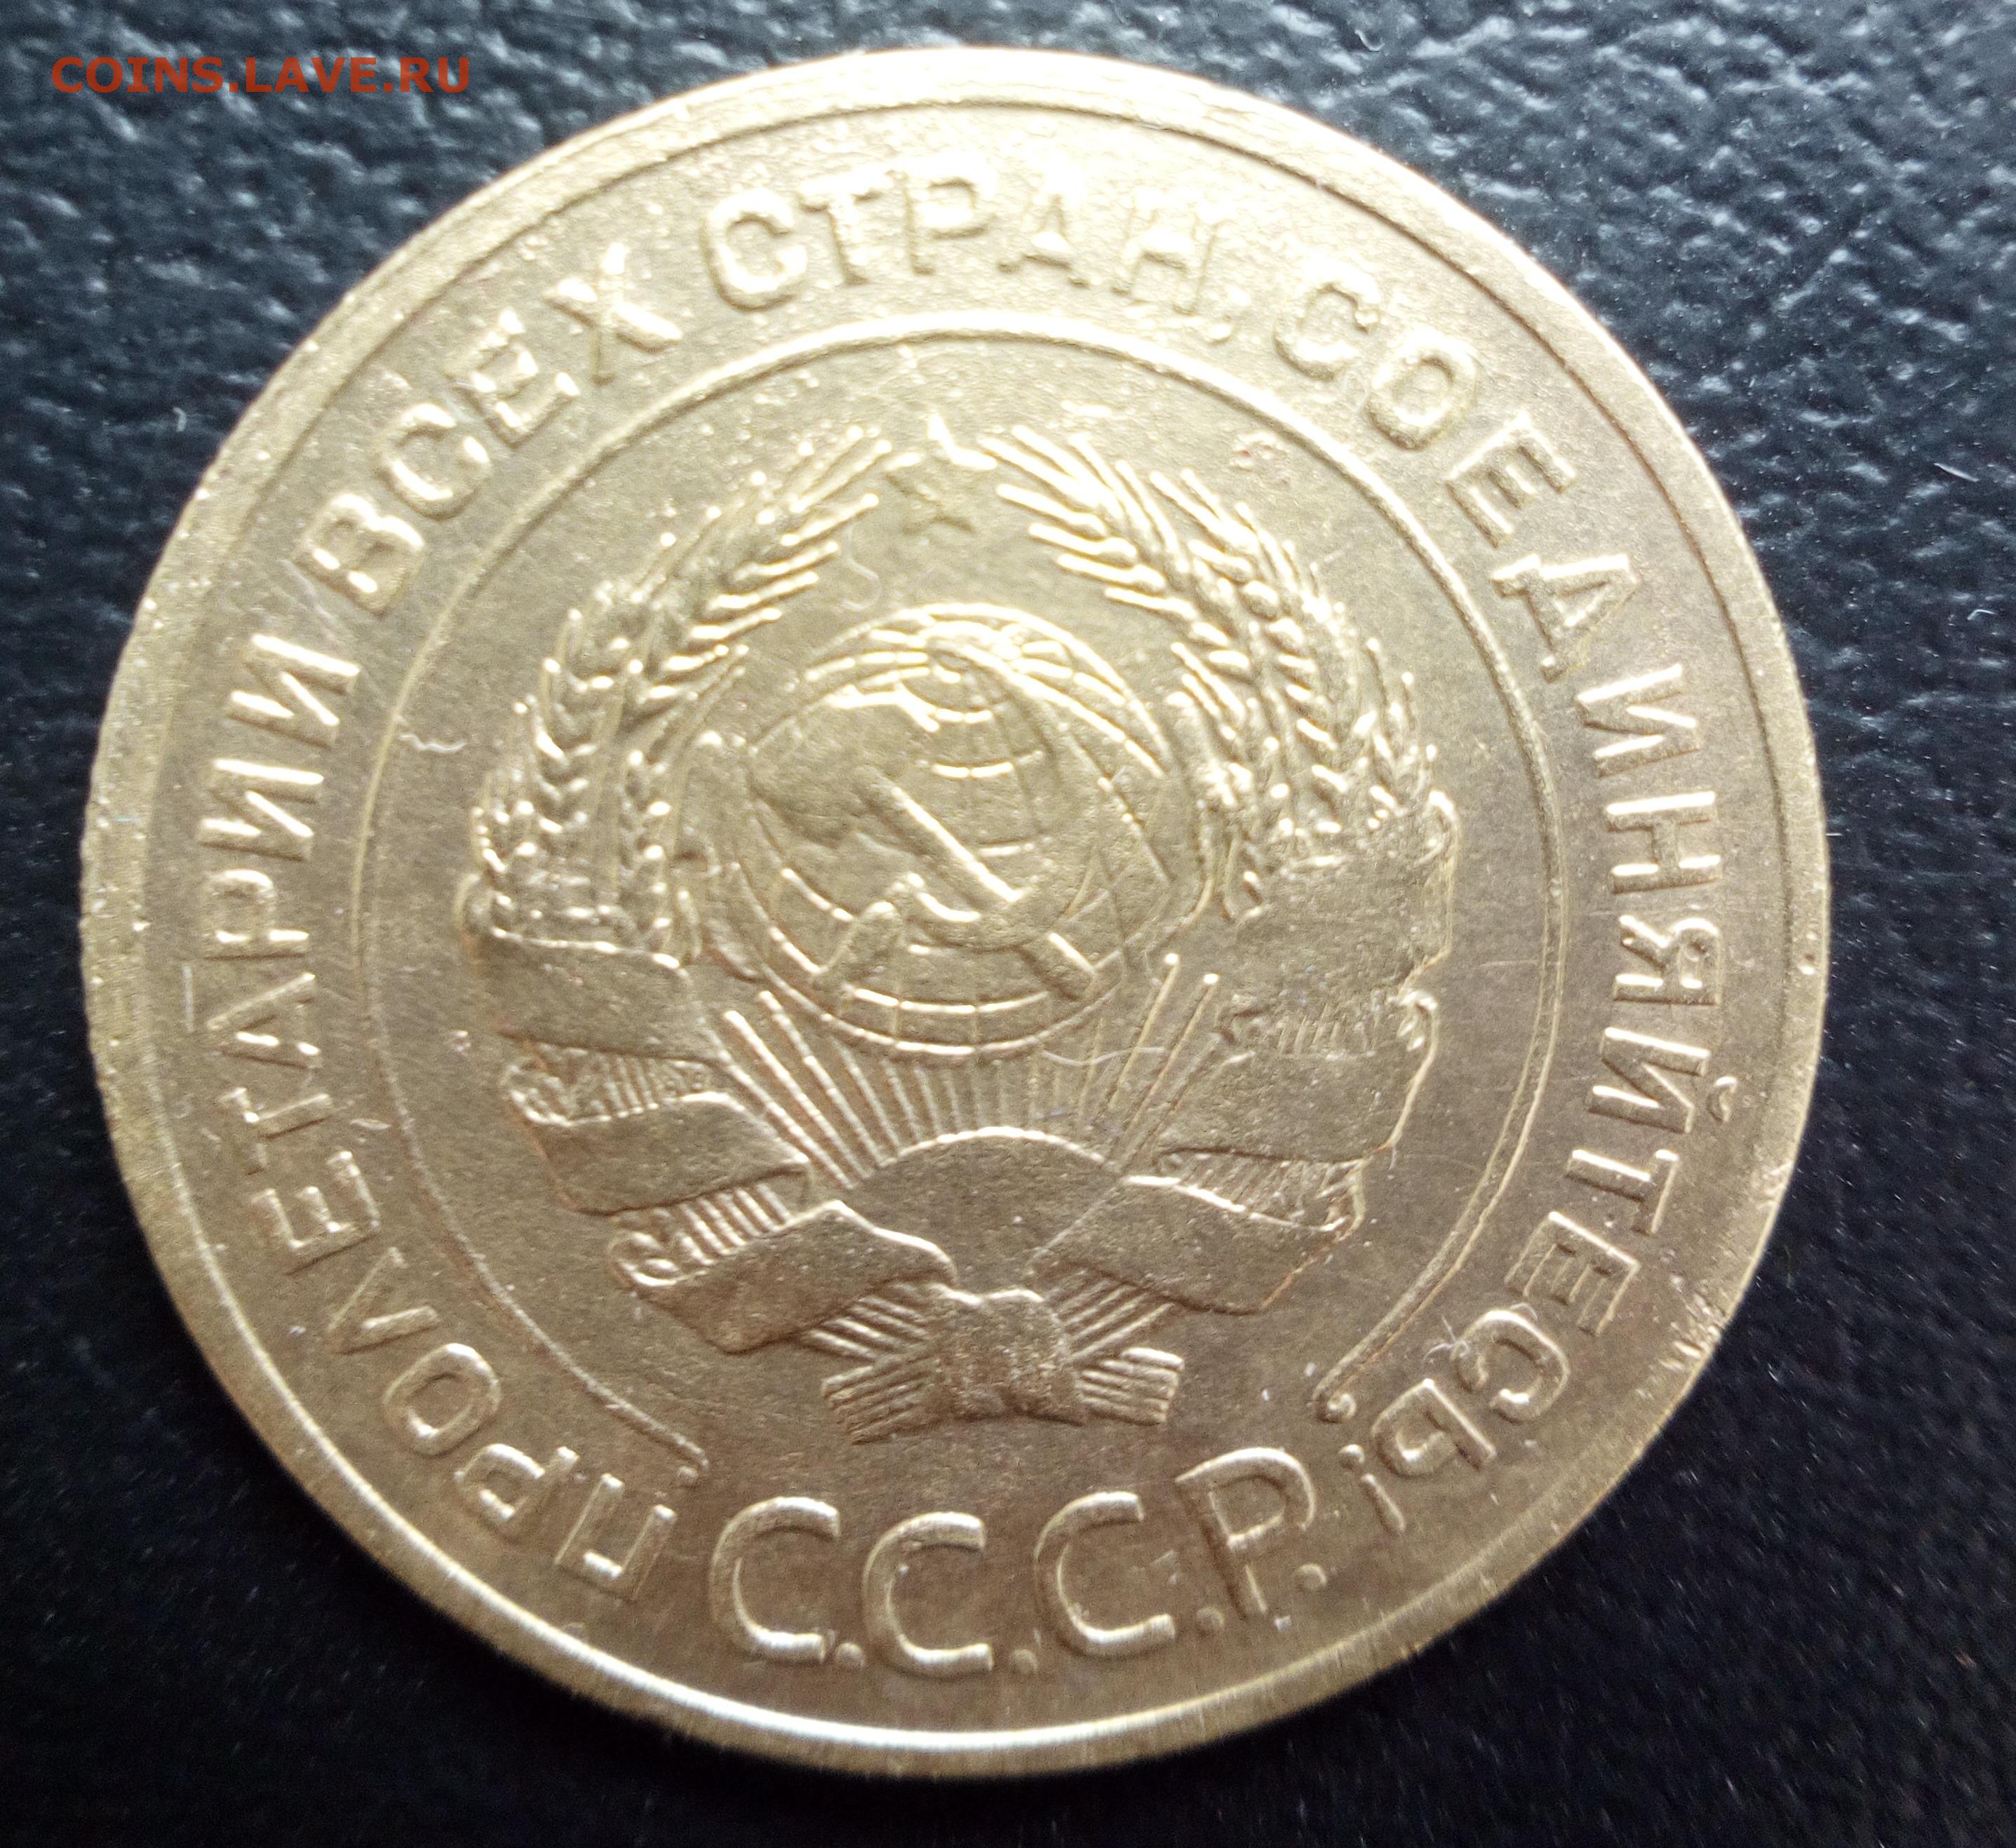 COINS.LAVE.RU
ПРОЛЕТАРИИ ВСЕХ СТРАН, СОЕДИНЯЙТЕСЬ!
С.С.С.Р.